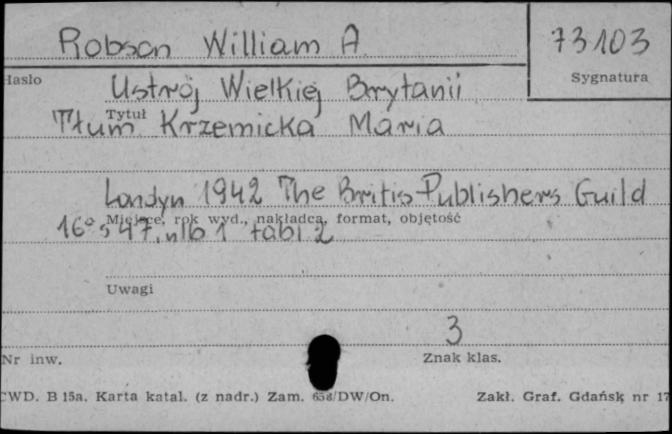 Robson William A
73103
Hasło
Sygnatura
Ustrój Wielkiej Brytanii
Tytuł
Tłum Krzemicka Maria
Londyn 1942 The Britis Publishers Guild
Miejsce, rok wyd., nakładca, format, objętość
16° s 47, nlb 1 tabl 2
Uwagi
3
Nr inw.
Znak klas.
CWD. B 15a. Karta katal. (z nadr.) Zam. 658/DW/On.
Zakł. Graf. Gdańsk nr 17